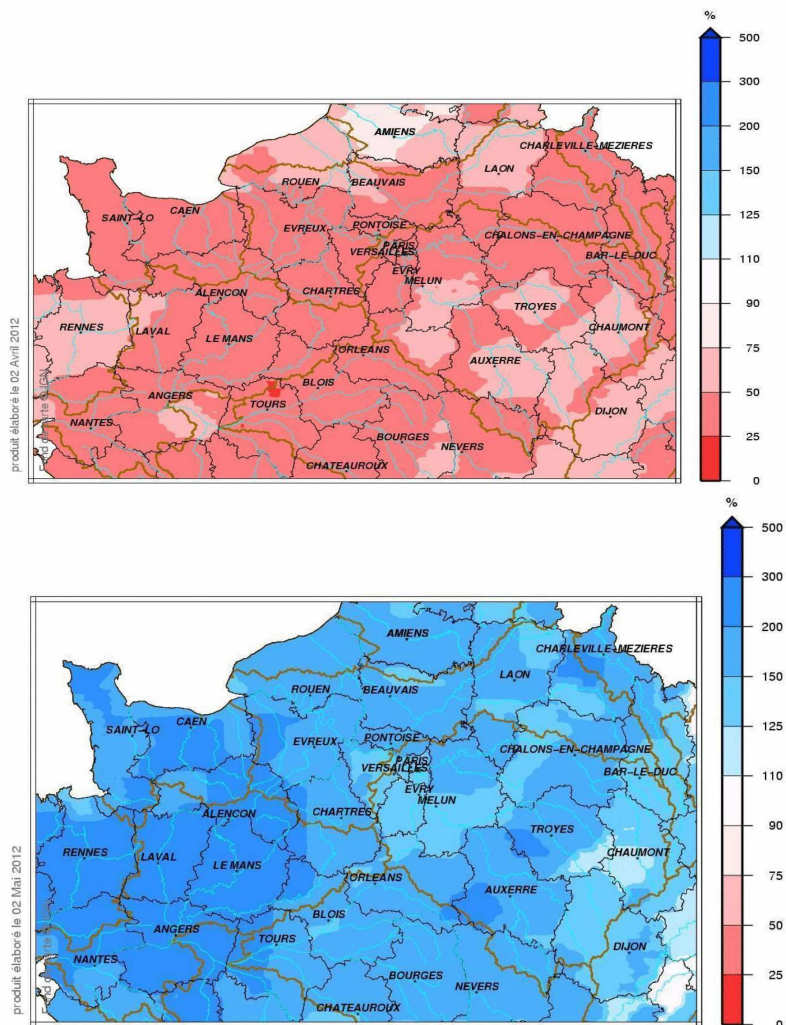 %
500
300
200
150
125
110
90
75
50
25
0
AMIENS
CHARLEVILLE-MEZIERES
LAON
ROUEN
BEAUVAIS
SAINT-LO
CAEN
EVREUX
PONTOISE
CHALONS-EN-CHAMPAGNE
PARIS
VERSAILLES
BAR-LE-DUC
EVRY
MELUN
ALENCON
CHARTRES
TROYES
RENNES
LAVAL
LE MANS
CHAUMONT
ORLEANS
AUXERRE
BLOIS
ANGERS
TOURS
DIJON
NANTES
BOURGES
NEVERS
CHATEAUROUX
produit élaboré le 02 Avril 2012
%
500
300
200
150
125
110
90
75
50
25
0
AMIENS
CHARLEVILLE-MEZIERES
LAON
ROUEN
BEAUVAIS
SAINT-LO
CAEN
EVREUX
PONTOISE
CHALONS-EN-CHAMPAGNE
PARIS
VERSAILLES
BAR-LE-DUC
EVRY
MELUN
ALENCON
CHARTRES
TROYES
RENNES
LAVAL
LE MANS
CHAUMONT
ORLEANS
AUXERRE
BLOIS
ANGERS
TOURS
DIJON
NANTES
BOURGES
NEVERS
CHATEAUROUX
produit élaboré le 02 Mai 2012